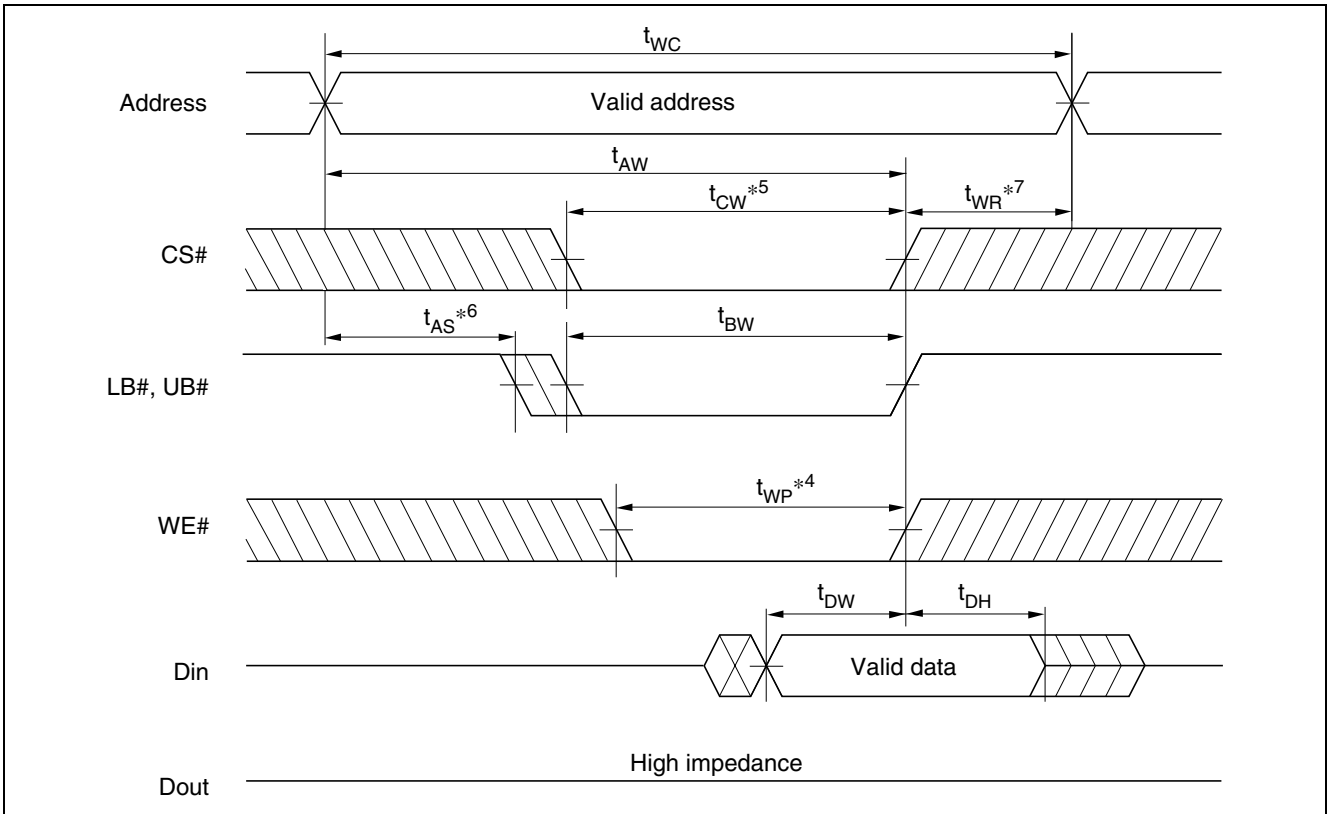 tWC
Address
Valid address
tAW
tCW*5
tWR*7
CS#
tAS*6
tBW
LB#, UB#
tWP*4
WE#
tDW
tDH
Din
Valid data
High impedance
Dout